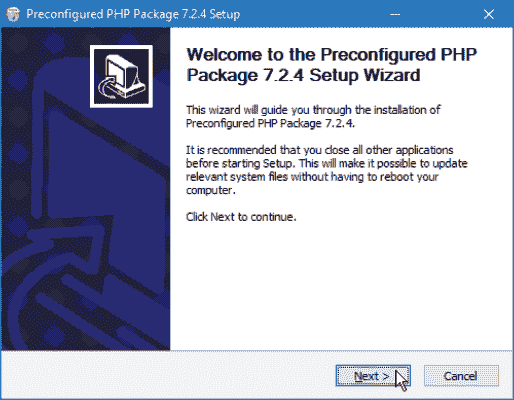 Preconfigured PHP Package 7.2.4 Setup
Welcome to the Preconfigured PHP
Package 7.2.4 Setup Wizard
This wizard will guide you through the installation of
Preconfigured PHP Package 7.2.4.
It is recommended that you close all other applications
before starting Setup. This will make it possible to update
relevant system files without having to reboot your
computer.
Click Next to continue.
Next >
Cancel